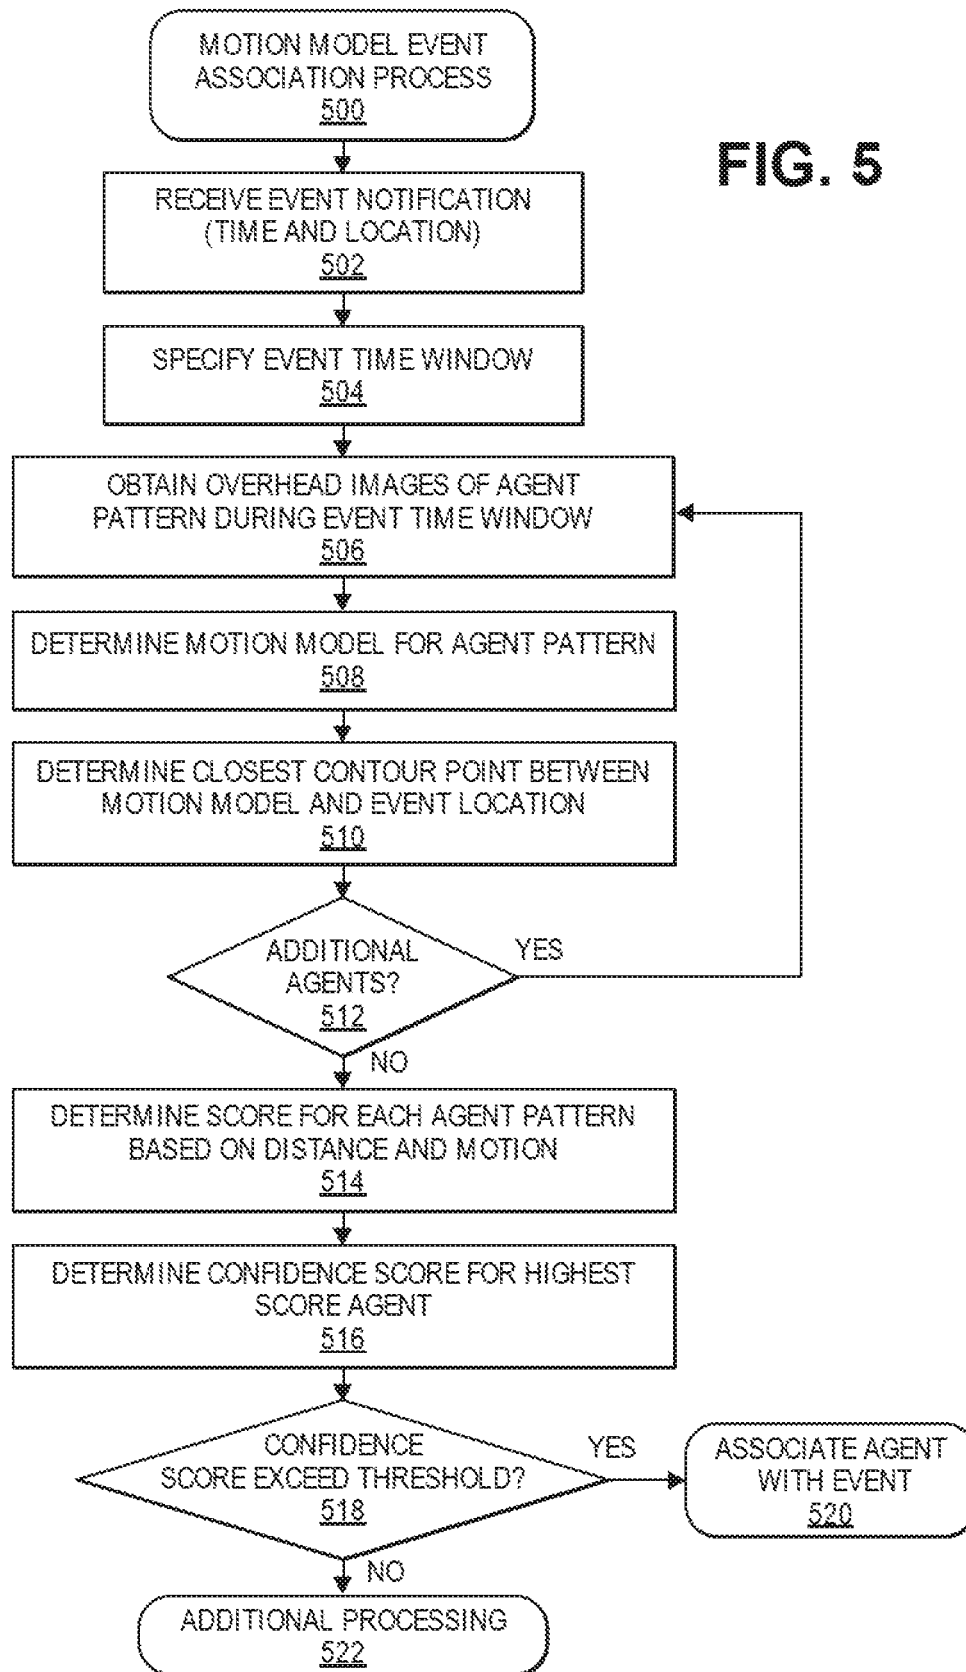 MOTION MODEL EVENT
ASSOCIATION PROCESS
500
FIG. 5
RECEIVE EVENT NOTIFICATION
(TIME AND LOCATION)
502
SPECIFY EVENT TIME WINDOW
504
OBTAIN OVERHEAD IMAGES OF AGENT
PATTERN DURING EVENT TIME WINDOW
506
DETERMINE MOTION MODEL FOR AGENT PATTERN
508
DETERMINE CLOSEST CONTOUR POINT BETWEEN
MOTION MODEL AND EVENT LOCATION
510
ADDITIONAL
AGENTS?
512
YES
NO
DETERMINE SCORE FOR EACH AGENT PATTERN
BASED ON DISTANCE AND MOTION
514
DETERMINE CONFIDENCE SCORE FOR HIGHEST
SCORE AGENT
516
CONFIDENCE
SCORE EXCEED THRESHOLD?
518
YES
ASSOCIATE AGENT
WITH EVENT
520
NO
ADDITIONAL PROCESSING
522